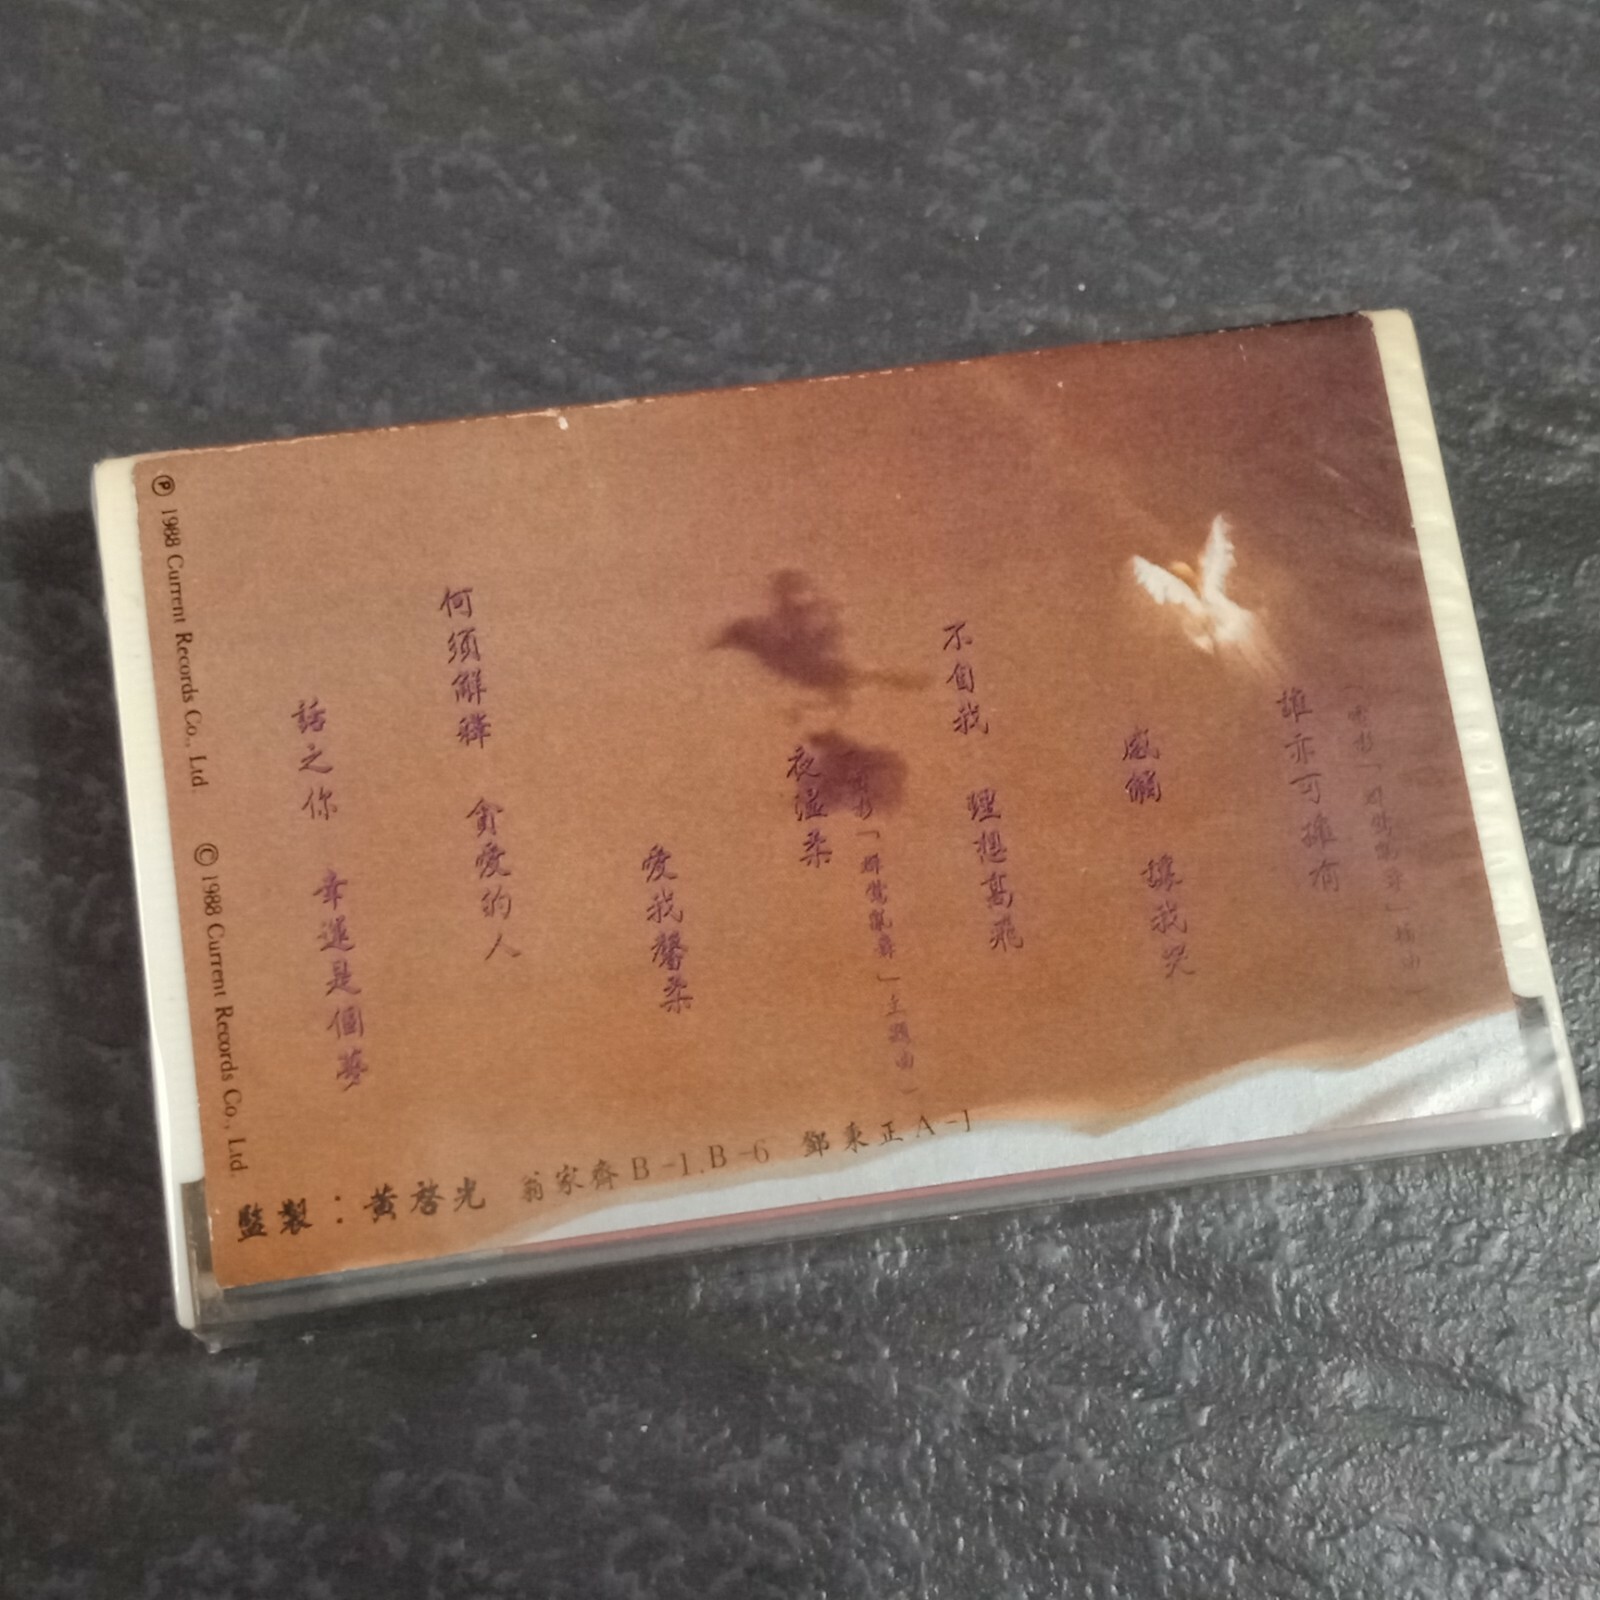 誰亦可擁有
（電影「群鶯亂舞」插曲）
讓我哭
不自我 理想高飛
夜溫柔
（電影「群鶯亂舞」主題曲）
愛我馨柔
何須解釋 貪愛的人
話之你 幸運是個夢
Ⓟ 1988 Current Records Co., Ltd.
© 1988 Current Records Co., Ltd.
監製：黃啓光 翁家齊 B-1.B-6 鄧秉正 A-1